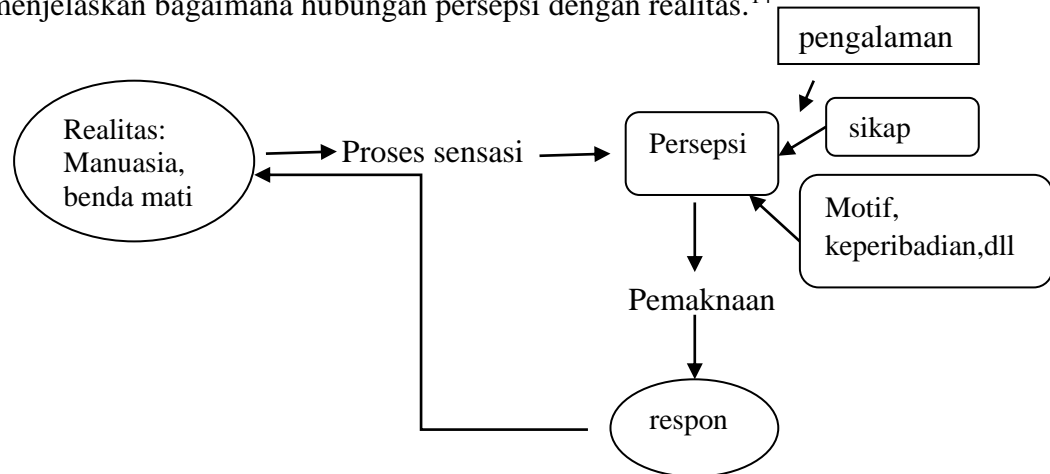 menjelaskan bagaimana hubungan persepsi dengan realitas.
pengalaman
Realitas:
Manuasia,
benda mati
Proses sensasi
Persepsi
sikap
Motif,
keperibadian,dll
Pemaknaan
respon